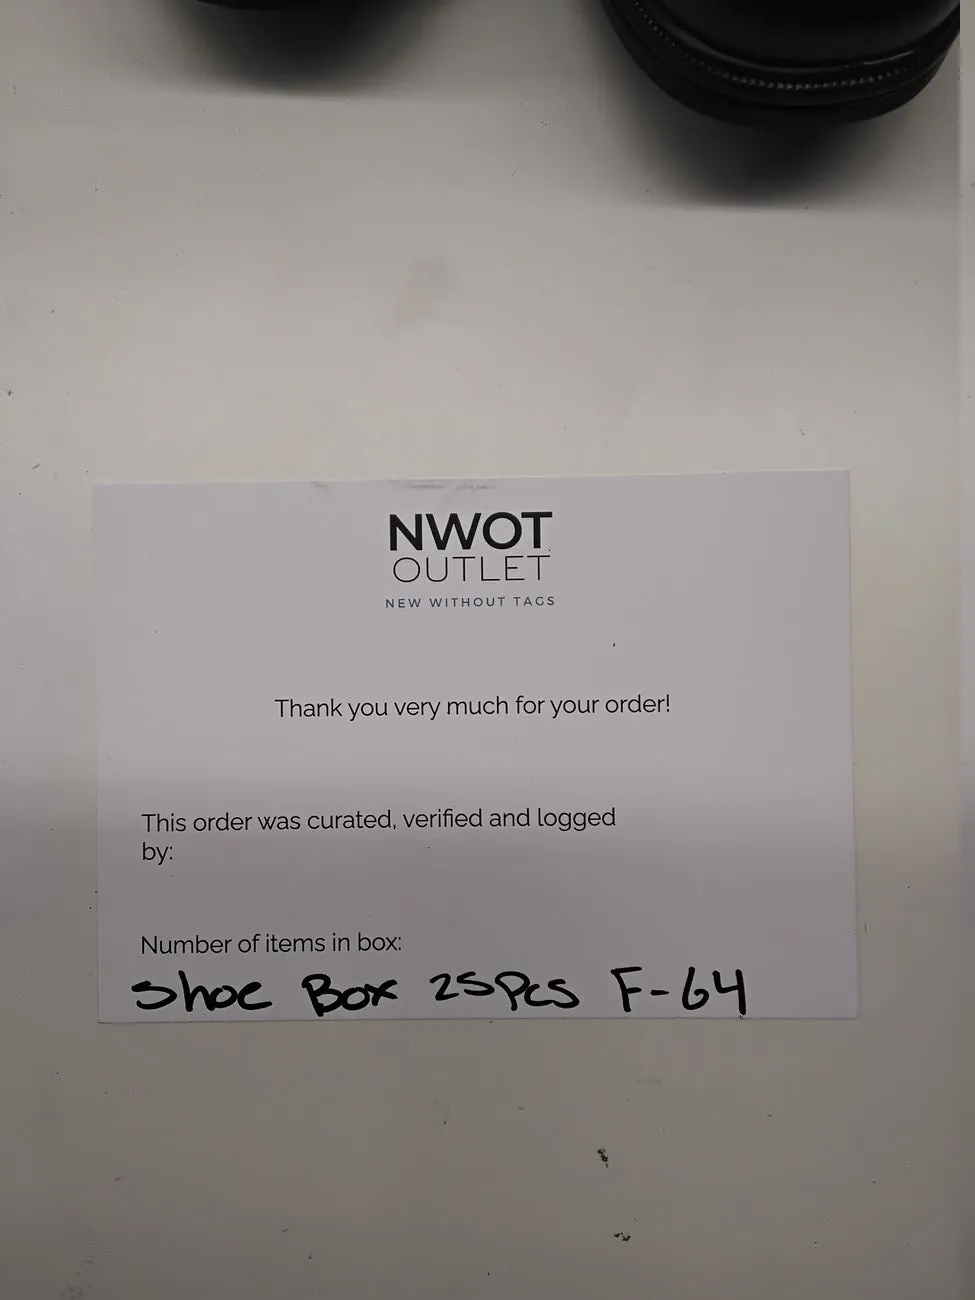 NWOT
OUTLET
NEW WITHOUT TAGS
Thank you very much for your order!
This order was curated, verified and logged
by:
Number of items in box:
Shoe Box 25Pcs F-64